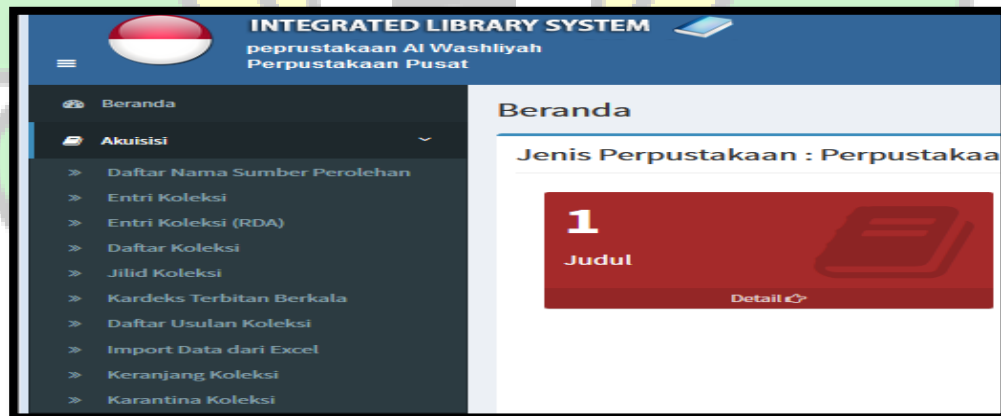 INTEGRATED LIBRARY SYSTEM
peprustakaan Al Washliyah
Perpustakaan Pusat
Beranda
Akuisisi
Daftar Nama Sumber Perolehan
Entri Koleksi
Entri Koleksi (RDA)
Daftar Koleksi
Jilid Koleksi
Kardeks Terbitan Berkala
Daftar Usulan Koleksi
Import Data dari Excel
Keranjang Koleksi
Karantina Koleksi
Beranda
Jenis Perpustakaan : Perpustakaa
1
Judul
Detail